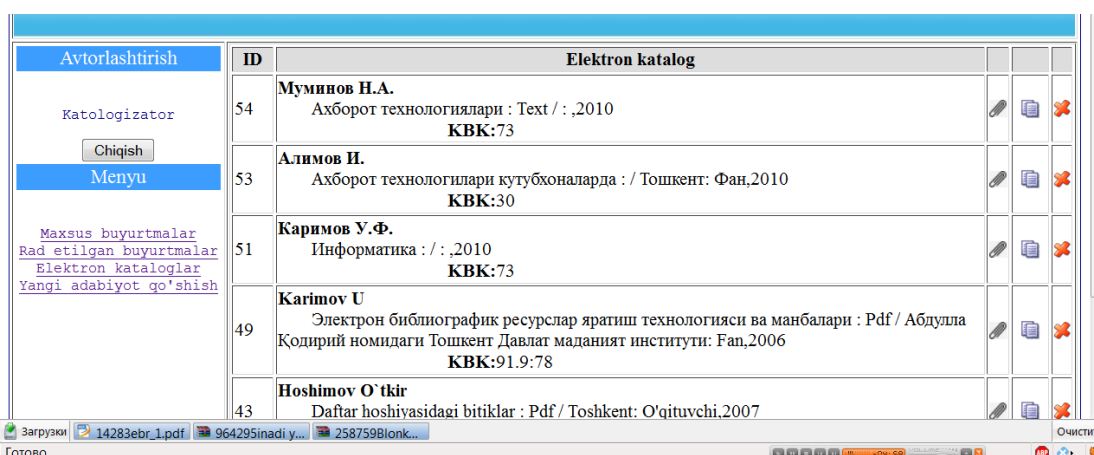 Avtorlashtirish
Katologizator
Chiqish
Menyu
Maxsus buyurtmalar
Rad etilgan buyurtmalar
Elektron kataloglar
Yangi adabiyot qo'shish
ID Elektron katalog
Муминов Н.А.
54 Ахборот технологиялари : Text / : ,2010
KBK:73
Алимов И.
53 Ахборот технологилари кутубхоналарда : / Тошкент: Фан,2010
KBK:30
Каримов У.Ф.
51 Информатика : / : ,2010
KBK:73
Karimov U
49 Электрон библиографик ресурслар яратиш технологияси ва манбалари : Pdf / Абдулла
Қодирий номидаги Тошкент Давлат маданият институти: Fan,2006
KBK:91.9:78
Hoshimov O`tkir
43 Daftar hoshiyasidagi bitiklar : Pdf / Toshkent: O'qituvchi,2007
Загрузки 14283ebr_1.pdf 964295inadi y... 258759Blonk... Очисти
Готово ABP